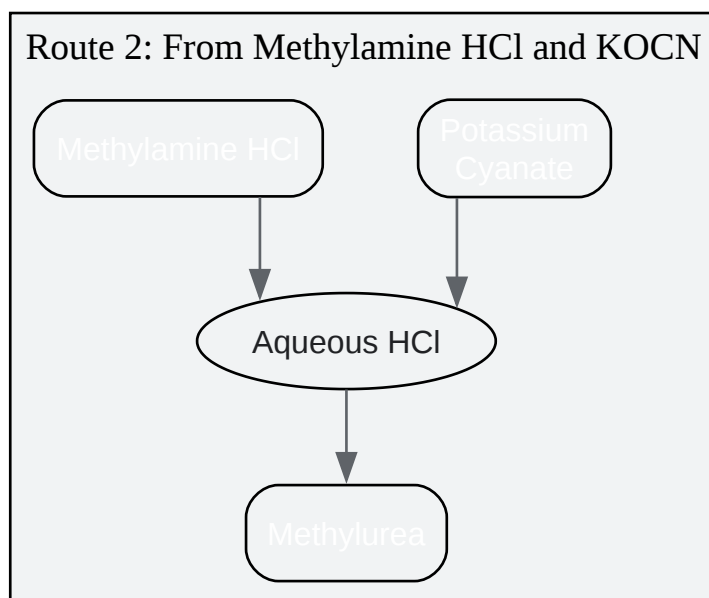 Route 2: From Methylamine HCl and KOCN
Methylamine HCl
Potassium
Cyanate
Aqueous HCl
Methylurea